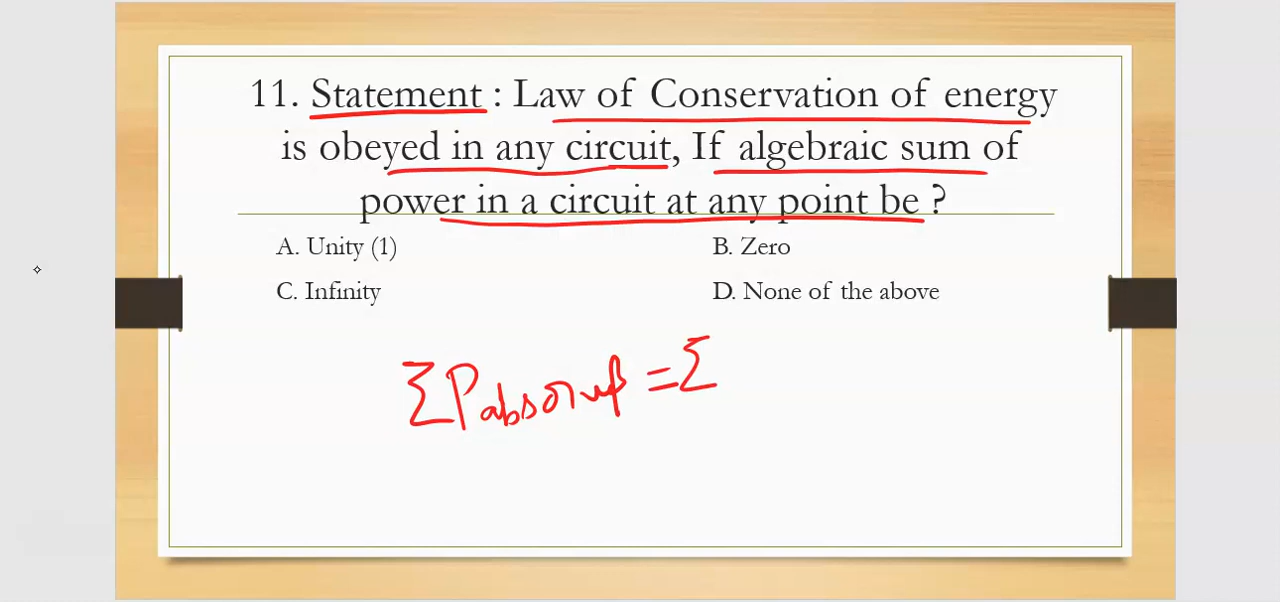 11. Statement : Law of Conservation of energy
is obeyed in any circuit, If algebraic sum of
power in a circuit at any point be ?
A. Unity (1) B. Zero
C. Infinity D. None of the above
ΣP = Σ